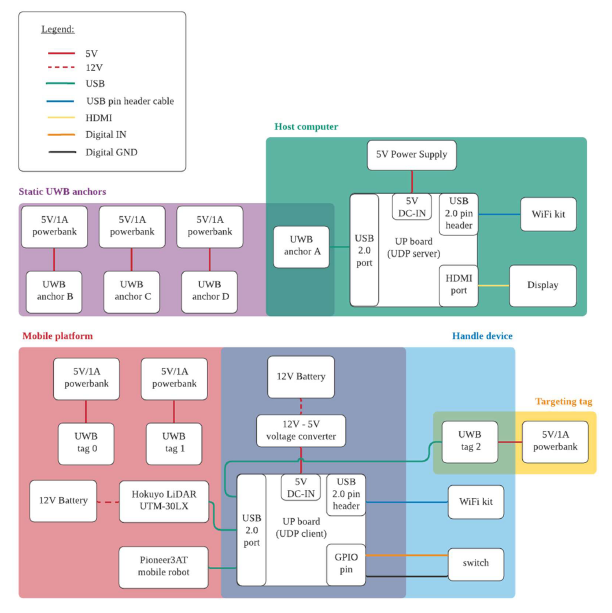 Legend:
5V
12V
USB
USB pin header cable
HDMI
Digital IN
Digital GND
Host computer
5V Power Supply
Static UWB anchors
5V/1A
powerbank
5V/1A
powerbank
5V/1A
powerbank
UWB
anchor B
UWB
anchor C
UWB
anchor D
UWB
anchor A
USB
2.0
port
5V
DC-IN
USB
2.0 pin
header
UP board
(UDP server)
HDMI
port
WiFi kit
Display
Mobile platform
Handle device
5V/1A
powerbank
5V/1A
powerbank
UWB
tag 0
UWB
tag 1
12V Battery
12V - 5V
voltage converter
Targeting tag
UWB
tag 2
5V/1A
powerbank
12V Battery
Hokuyo LiDAR
UTM-30LX
Pioneer3AT
mobile robot
USB
2.0
port
5V
DC-IN
USB
2.0 pin
header
UP board
(UDP client)
GPIO
pin
WiFi kit
switch